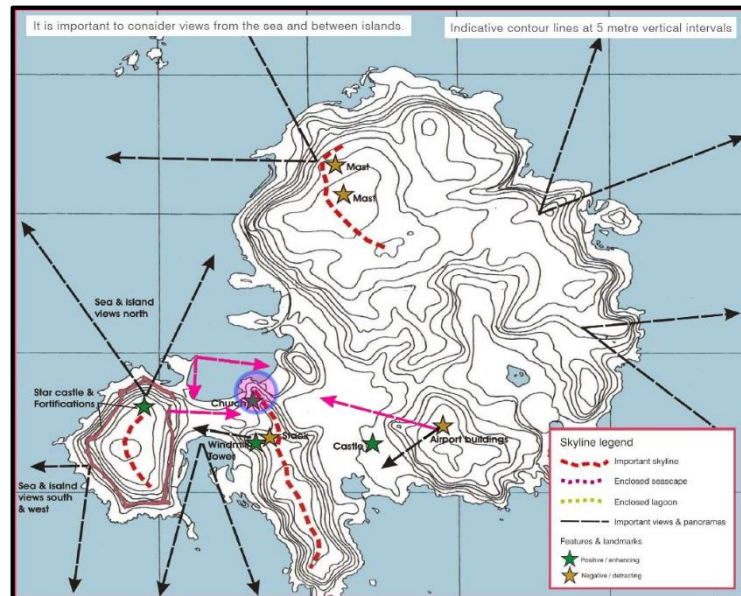 It is important to consider views from the sea and between islands.
Indicative contour lines at 5 metre vertical intervals
Mast
Mast
Sea & island
views north
Star castle &
Fortifications
Church
Windmill
Tower
Stack
Castle
Airport buildings
Sea & isalnd
views south
& west
Skyline legend
Important skyline
Enclosed seascape
Enclosed lagoon
Important views & panoramas
Features & landmarks
Positive / enhancing
Negative / detracting